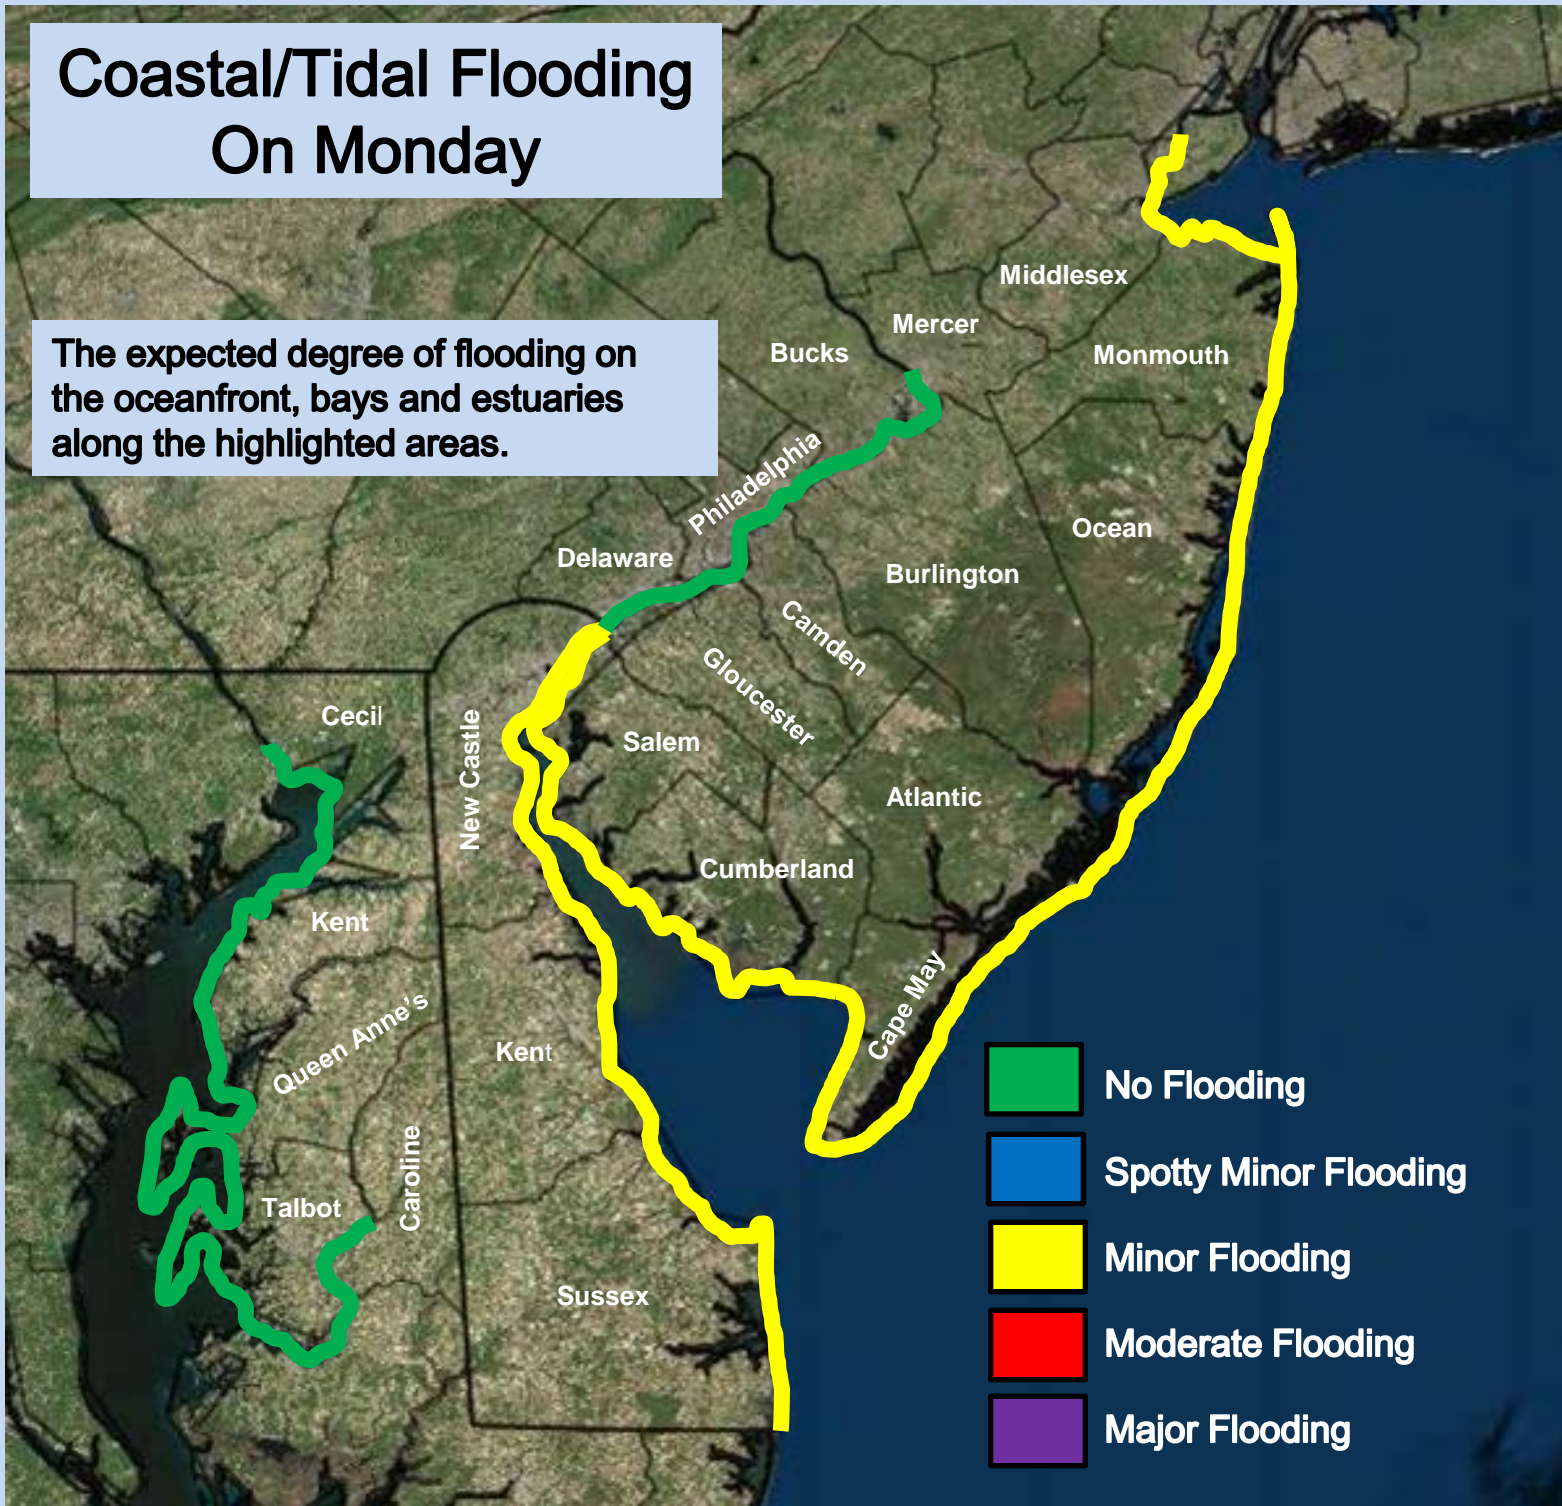 Coastal/Tidal Flooding
On Monday
The expected degree of flooding on
the oceanfront, bays and estuaries
along the highlighted areas.
Middlesex
Mercer
Bucks
Monmouth
Philadelphia
Ocean
Delaware
Burlington
Camden
Gloucester
Cecil
New Castle
Salem
Atlantic
Cumberland
Kent
Queen Anne's
Cape May
Kent
Caroline
Talbot
Sussex
No Flooding
Spotty Minor Flooding
Minor Flooding
Moderate Flooding
Major Flooding